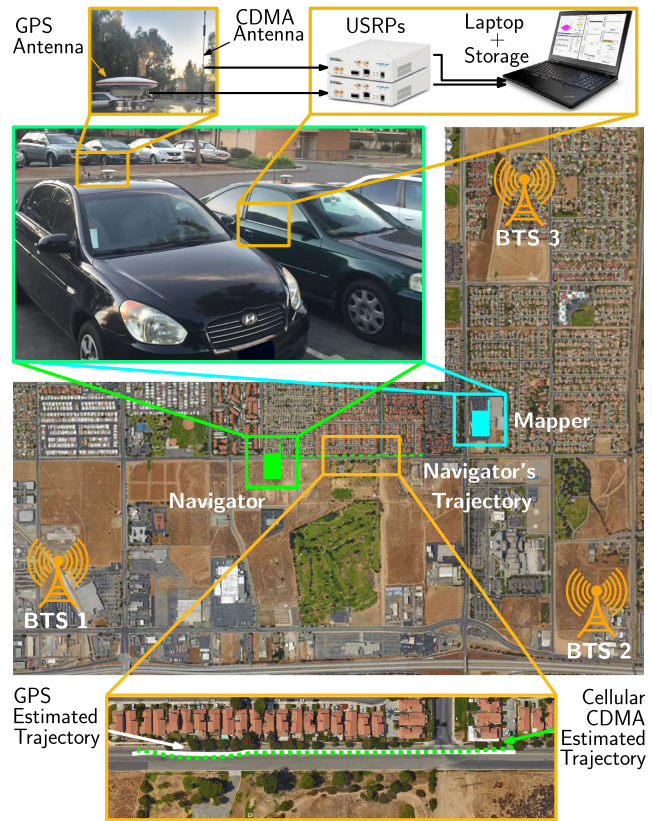 GPS
Antenna
CDMA
Antenna
USRPs
Laptop
+
Storage
BTS 3
Mapper
Navigator
Navigator's
Trajectory
BTS 1
BTS 2
GPS
Estimated
Trajectory
Cellular
CDMA
Estimated
Trajectory